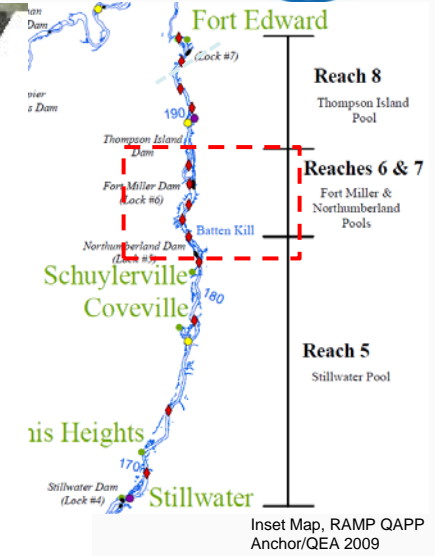 Fort Edward
Dam
(Lock #7)
Reach 8
Thompson Island
Pool
s Dam
190
Thompson Island
Dam
Reaches 6 & 7
Fort Miller Dam
(Lock #6)
Fort Miller &
Northumberland
Pools
Batten Kill
Northumberland Dam
(Lock #5)
Schuylerville
180
Coveville
Reach 5
Stillwater Pool
nis Heights
170
Stillwater Dam
(Lock #4)
Stillwater
Inset Map, RAMP QAPP
Anchor/QEA 2009